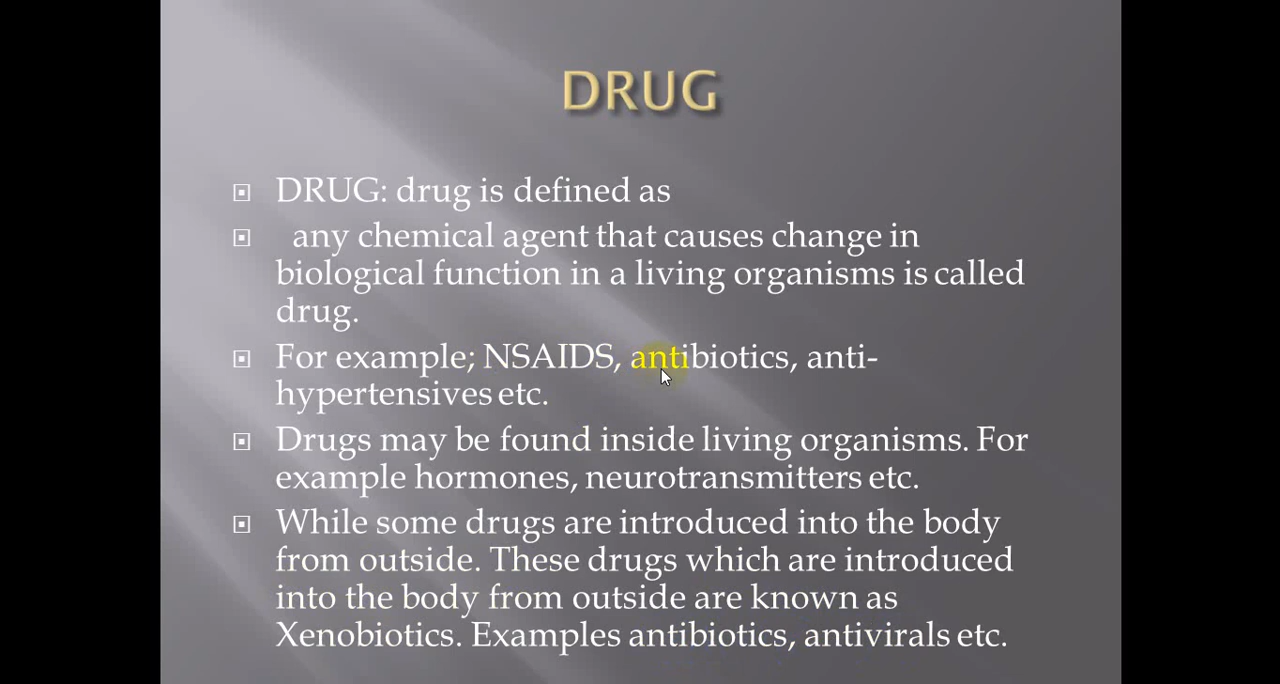 DRUG
DRUG: drug is defined as
any chemical agent that causes change in
biological function in a living organisms is called
drug.
For example; NSAIDS, antibiotics, anti-
hypertensives etc.
Drugs may be found inside living organisms. For
example hormones, neurotransmitters etc.
While some drugs are introduced into the body
from outside. These drugs which are introduced
into the body from outside are known as
Xenobiotics. Examples antibiotics, antivirals etc.